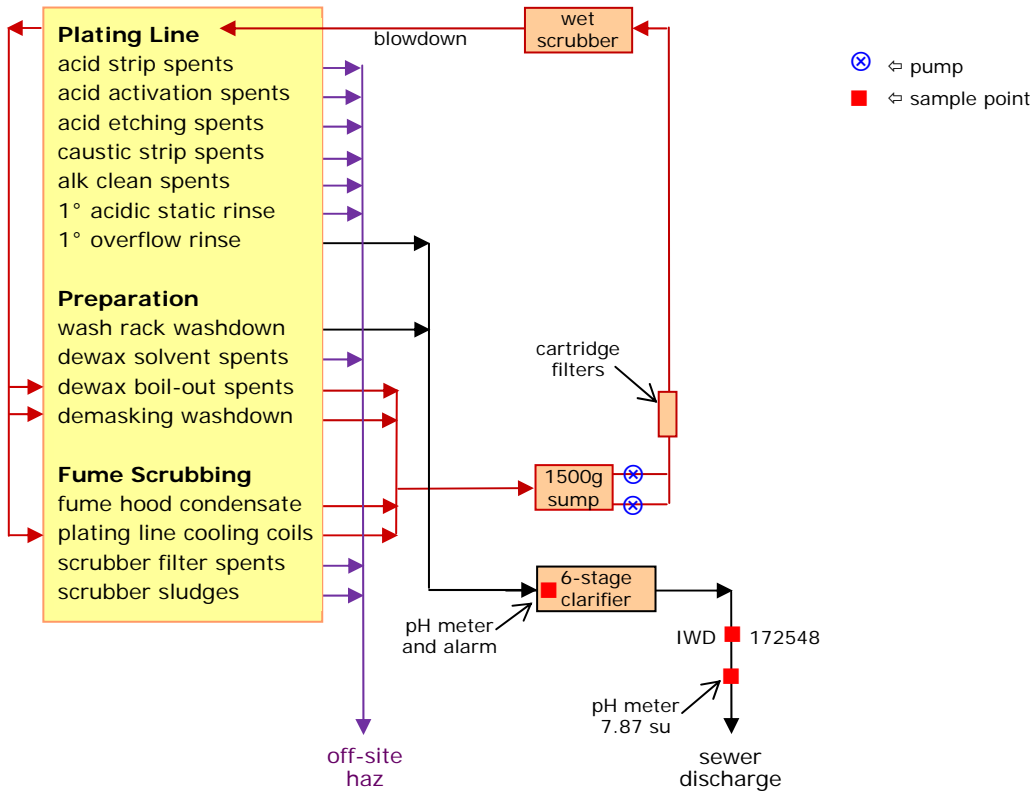 Plating Line
acid strip spents
acid activation spents
acid etching spents
caustic strip spents
alk clean spents
1° acidic static rinse
1° overflow rinse
Preparation
wash rack washdown
dewax solvent spents
dewax boil-out spents
demasking washdown
Fume Scrubbing
fume hood condensate
plating line cooling coils
scrubber filter spents
scrubber sludges
blowdown
wet
scrubber
⇦ pump
⇦ sample point
cartridge
filters
1500g
sump
6-stage
clarifier
pH meter
and alarm
IWD 172548
pH meter
7.87 su
off-site
haz
sewer
discharge